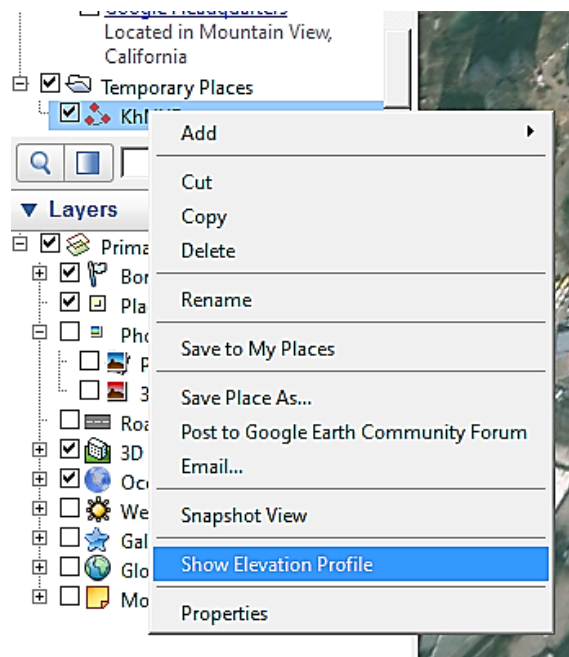 Google Headquarters
Located in Mountain View,
California
Temporary Places
Add
Cut
Copy
Delete
Rename
Save to My Places
Save Place As...
Post to Google Earth Community Forum
Email...
Snapshot View
Show Elevation Profile
Properties
Layers
3D